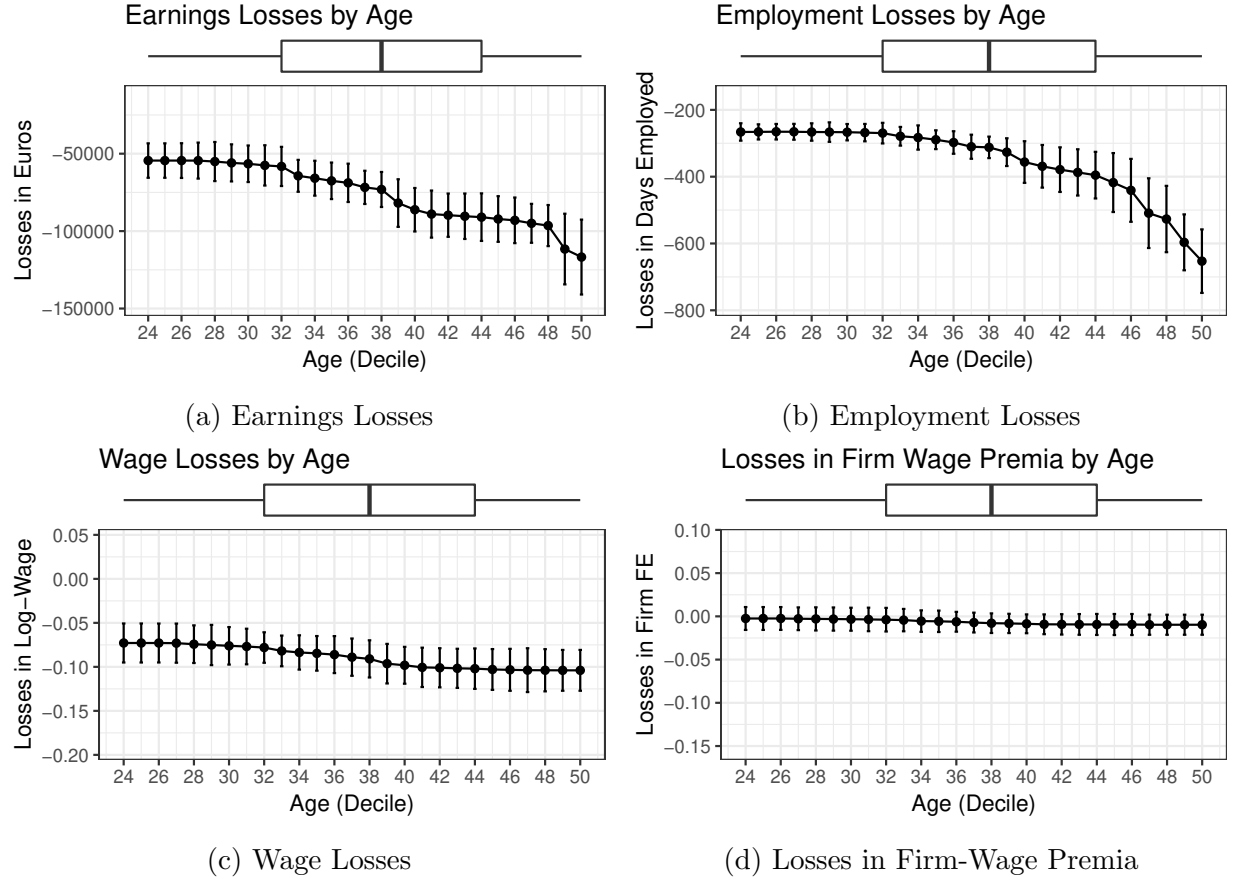 Earnings Losses by Age
Losses in Euros
−50000
−100000
−150000
24 26 28 30 32 34 36 38 40 42 44 46 48 50
Age (Decile)
(a) Earnings Losses
Employment Losses by Age
Losses in Days Employed
−200
−400
−600
−800
24 26 28 30 32 34 36 38 40 42 44 46 48 50
Age (Decile)
(b) Employment Losses
Wage Losses by Age
Losses in Log−Wage
0.05
0.00
−0.05
−0.10
−0.15
−0.20
24 26 28 30 32 34 36 38 40 42 44 46 48 50
Age (Decile)
(c) Wage Losses
Losses in Firm Wage Premia by Age
Losses in Firm FE
0.10
0.05
0.00
−0.05
−0.10
−0.15
24 26 28 30 32 34 36 38 40 42 44 46 48 50
Age (Decile)
(d) Losses in Firm-Wage Premia